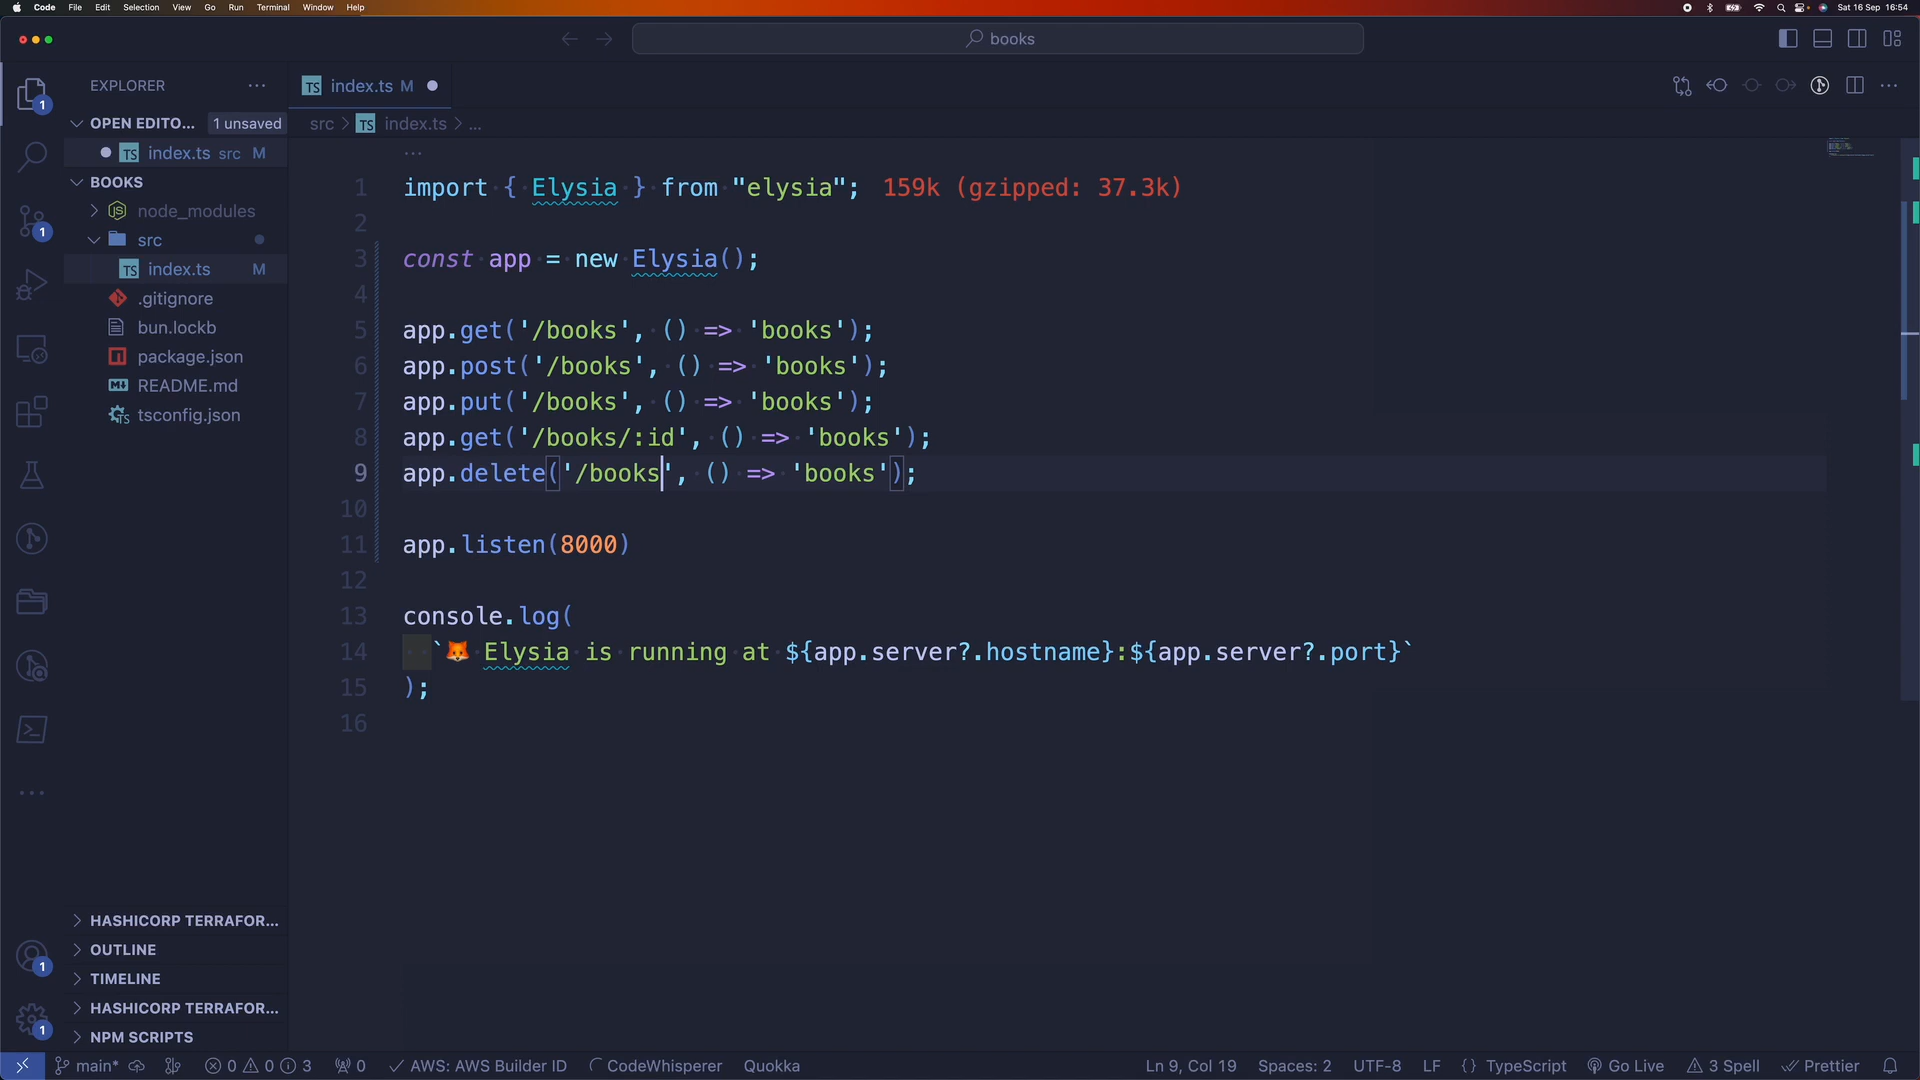 Code File Edit Selection View Go Run Terminal Window Help Sat 16 Sep 16:54
books
EXPLORER
index.ts M
OPEN EDITO... 1 unsaved
src > index.ts > ...
index.ts src M
BOOKS
node_modules
src
index.ts M
.gitignore
bun.lockb
package.json
README.md
tsconfig.json
1 import { Elysia } from "elysia"; 159k (gzipped: 37.3k)
2
3 const app = new Elysia();
4
5 app.get('/books', () => 'books');
6 app.post('/books', () => 'books');
7 app.put('/books', () => 'books');
8 app.get('/books/:id', () => 'books');
9 app.delete('/books', () => 'books');
10
11 app.listen(8000)
12
13 console.log(
14 `🦊 Elysia is running at ${app.server?.hostname}:${app.server?.port}`
15 );
16
HASHICORP TERRAFOR...
OUTLINE
TIMELINE
HASHICORP TERRAFOR...
NPM SCRIPTS
main* 0 0 3 0 AWS: AWS Builder ID CodeWhisperer Quokka Ln 9, Col 19 Spaces: 2 UTF-8 LF {} TypeScript Go Live 3 Spell Prettier